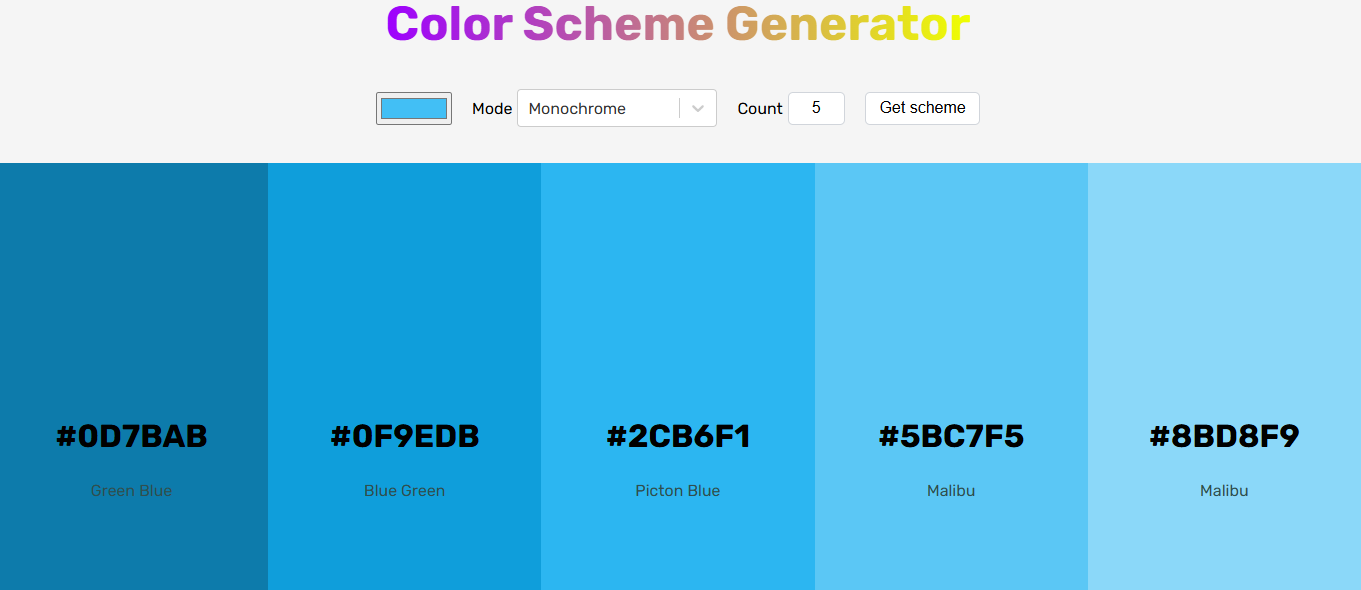 Color Scheme Generator
Mode Monochrome Count 5 Get scheme
#0D7BAB #0F9EDB #2CB6F1 #5BC7F5 #8BD8F9
Green Blue Blue Green Picton Blue Malibu Malibu